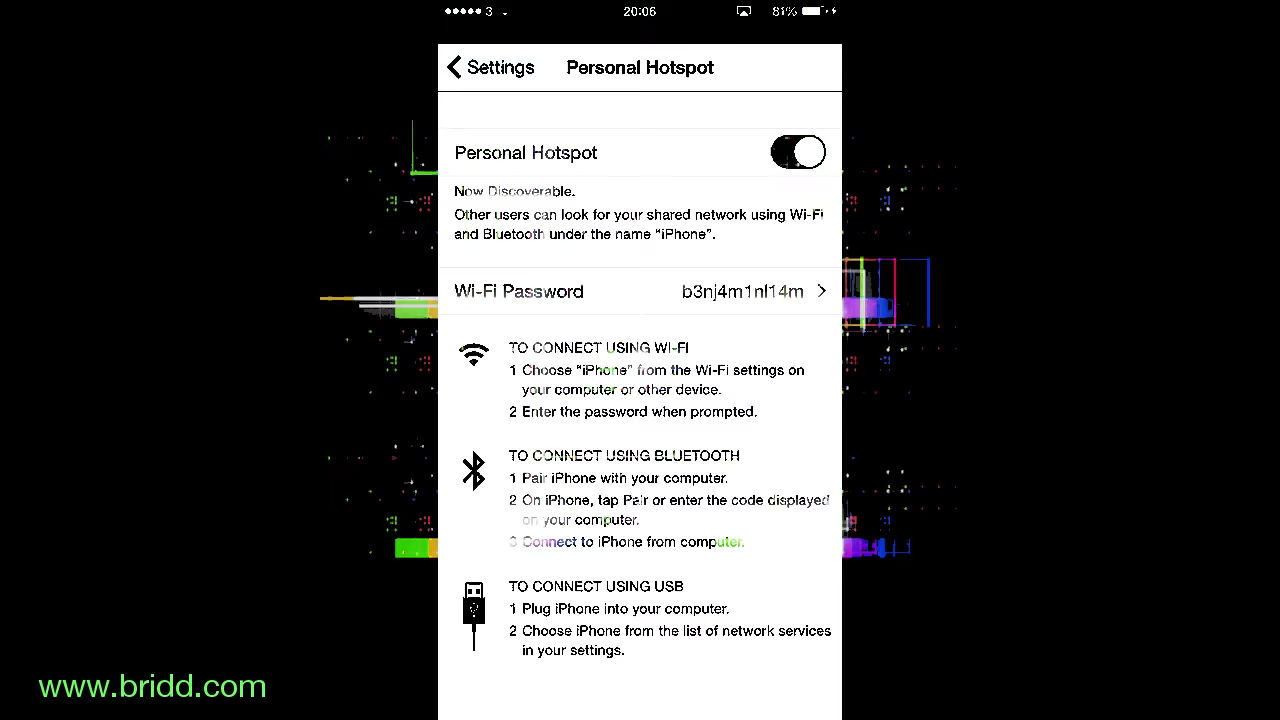 3 20:06 81%
Settings Personal Hotspot
Personal Hotspot
Now Discoverable.
Other users can look for your shared network using Wi-Fi
and Bluetooth under the name “iPhone”.
Wi-Fi Password b3nj4m1nl14m
TO CONNECT USING WI-FI
1 Choose “iPhone” from the Wi-Fi settings on
your computer or other device.
2 Enter the password when prompted.
TO CONNECT USING BLUETOOTH
1 Pair iPhone with your computer.
2 On iPhone, tap Pair or enter the code displayed
on your computer.
3 Connect to iPhone from computer.
TO CONNECT USING USB
1 Plug iPhone into your computer.
2 Choose iPhone from the list of network services
in your settings.
www.bridd.com